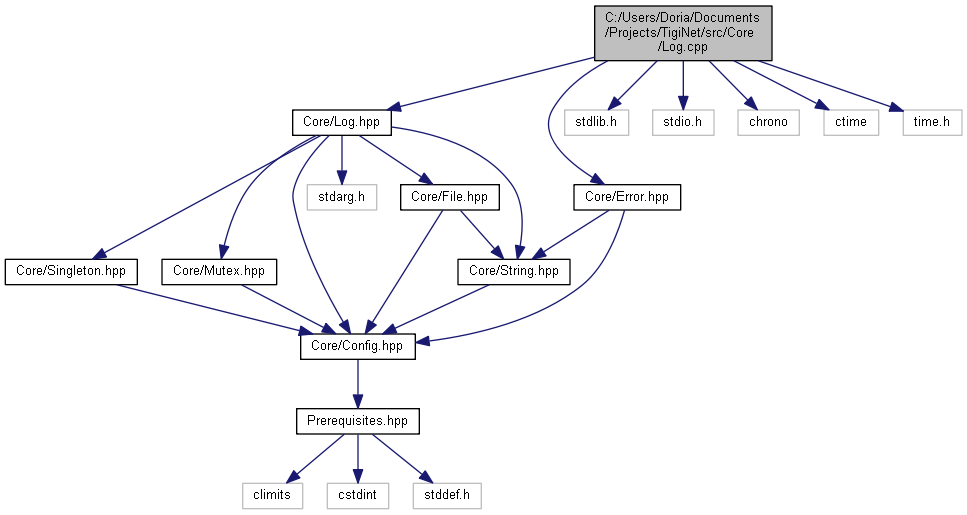 C:/Users/Doria/Documents
/Projects/TigiNet/src/Core
/Log.cpp
Core/Log.hpp
stdlib.h
stdio.h
chrono
ctime
time.h
stdarg.h
Core/File.hpp
Core/Error.hpp
Core/Singleton.hpp
Core/Mutex.hpp
Core/String.hpp
Core/Config.hpp
Prerequisites.hpp
climits
cstdint
stddef.h